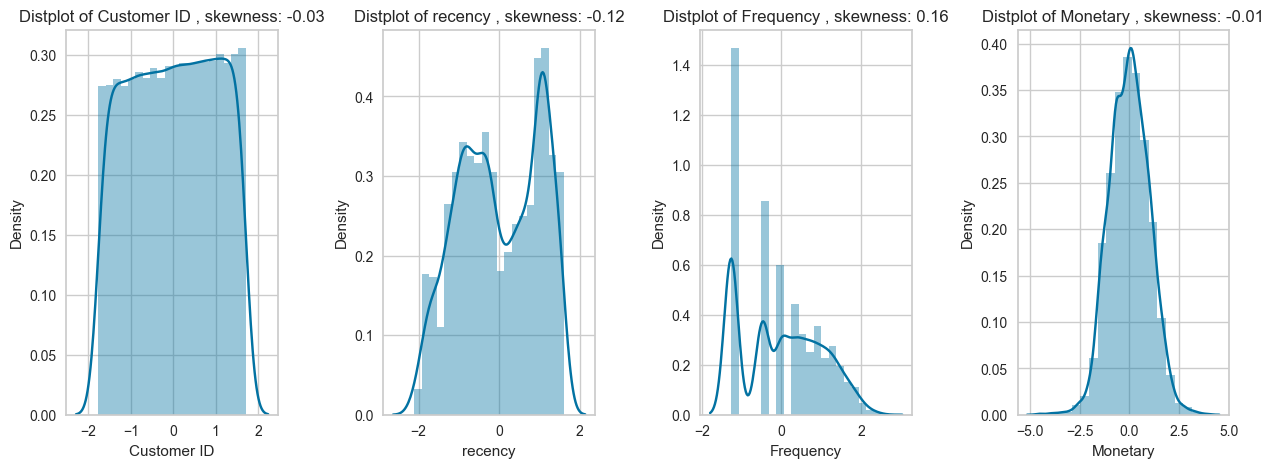 Distplot of Customer ID , skewness: -0.03
0.30
0.25
0.20
0.15
0.10
0.05
0.00
Density
−2 −1 0 1 2
Customer ID
Distplot of recency , skewness: -0.12
0.4
0.3
0.2
0.1
0.0
Density
−2 0 2
recency
Distplot of Frequency , skewness: 0.16
1.4
1.2
1.0
0.8
0.6
0.4
0.2
0.0
Density
−2 0 2
Frequency
Distplot of Monetary , skewness: -0.01
0.40
0.35
0.30
0.25
0.20
0.15
0.10
0.05
0.00
Density
−5.0 −2.5 0.0 2.5 5.0
Monetary